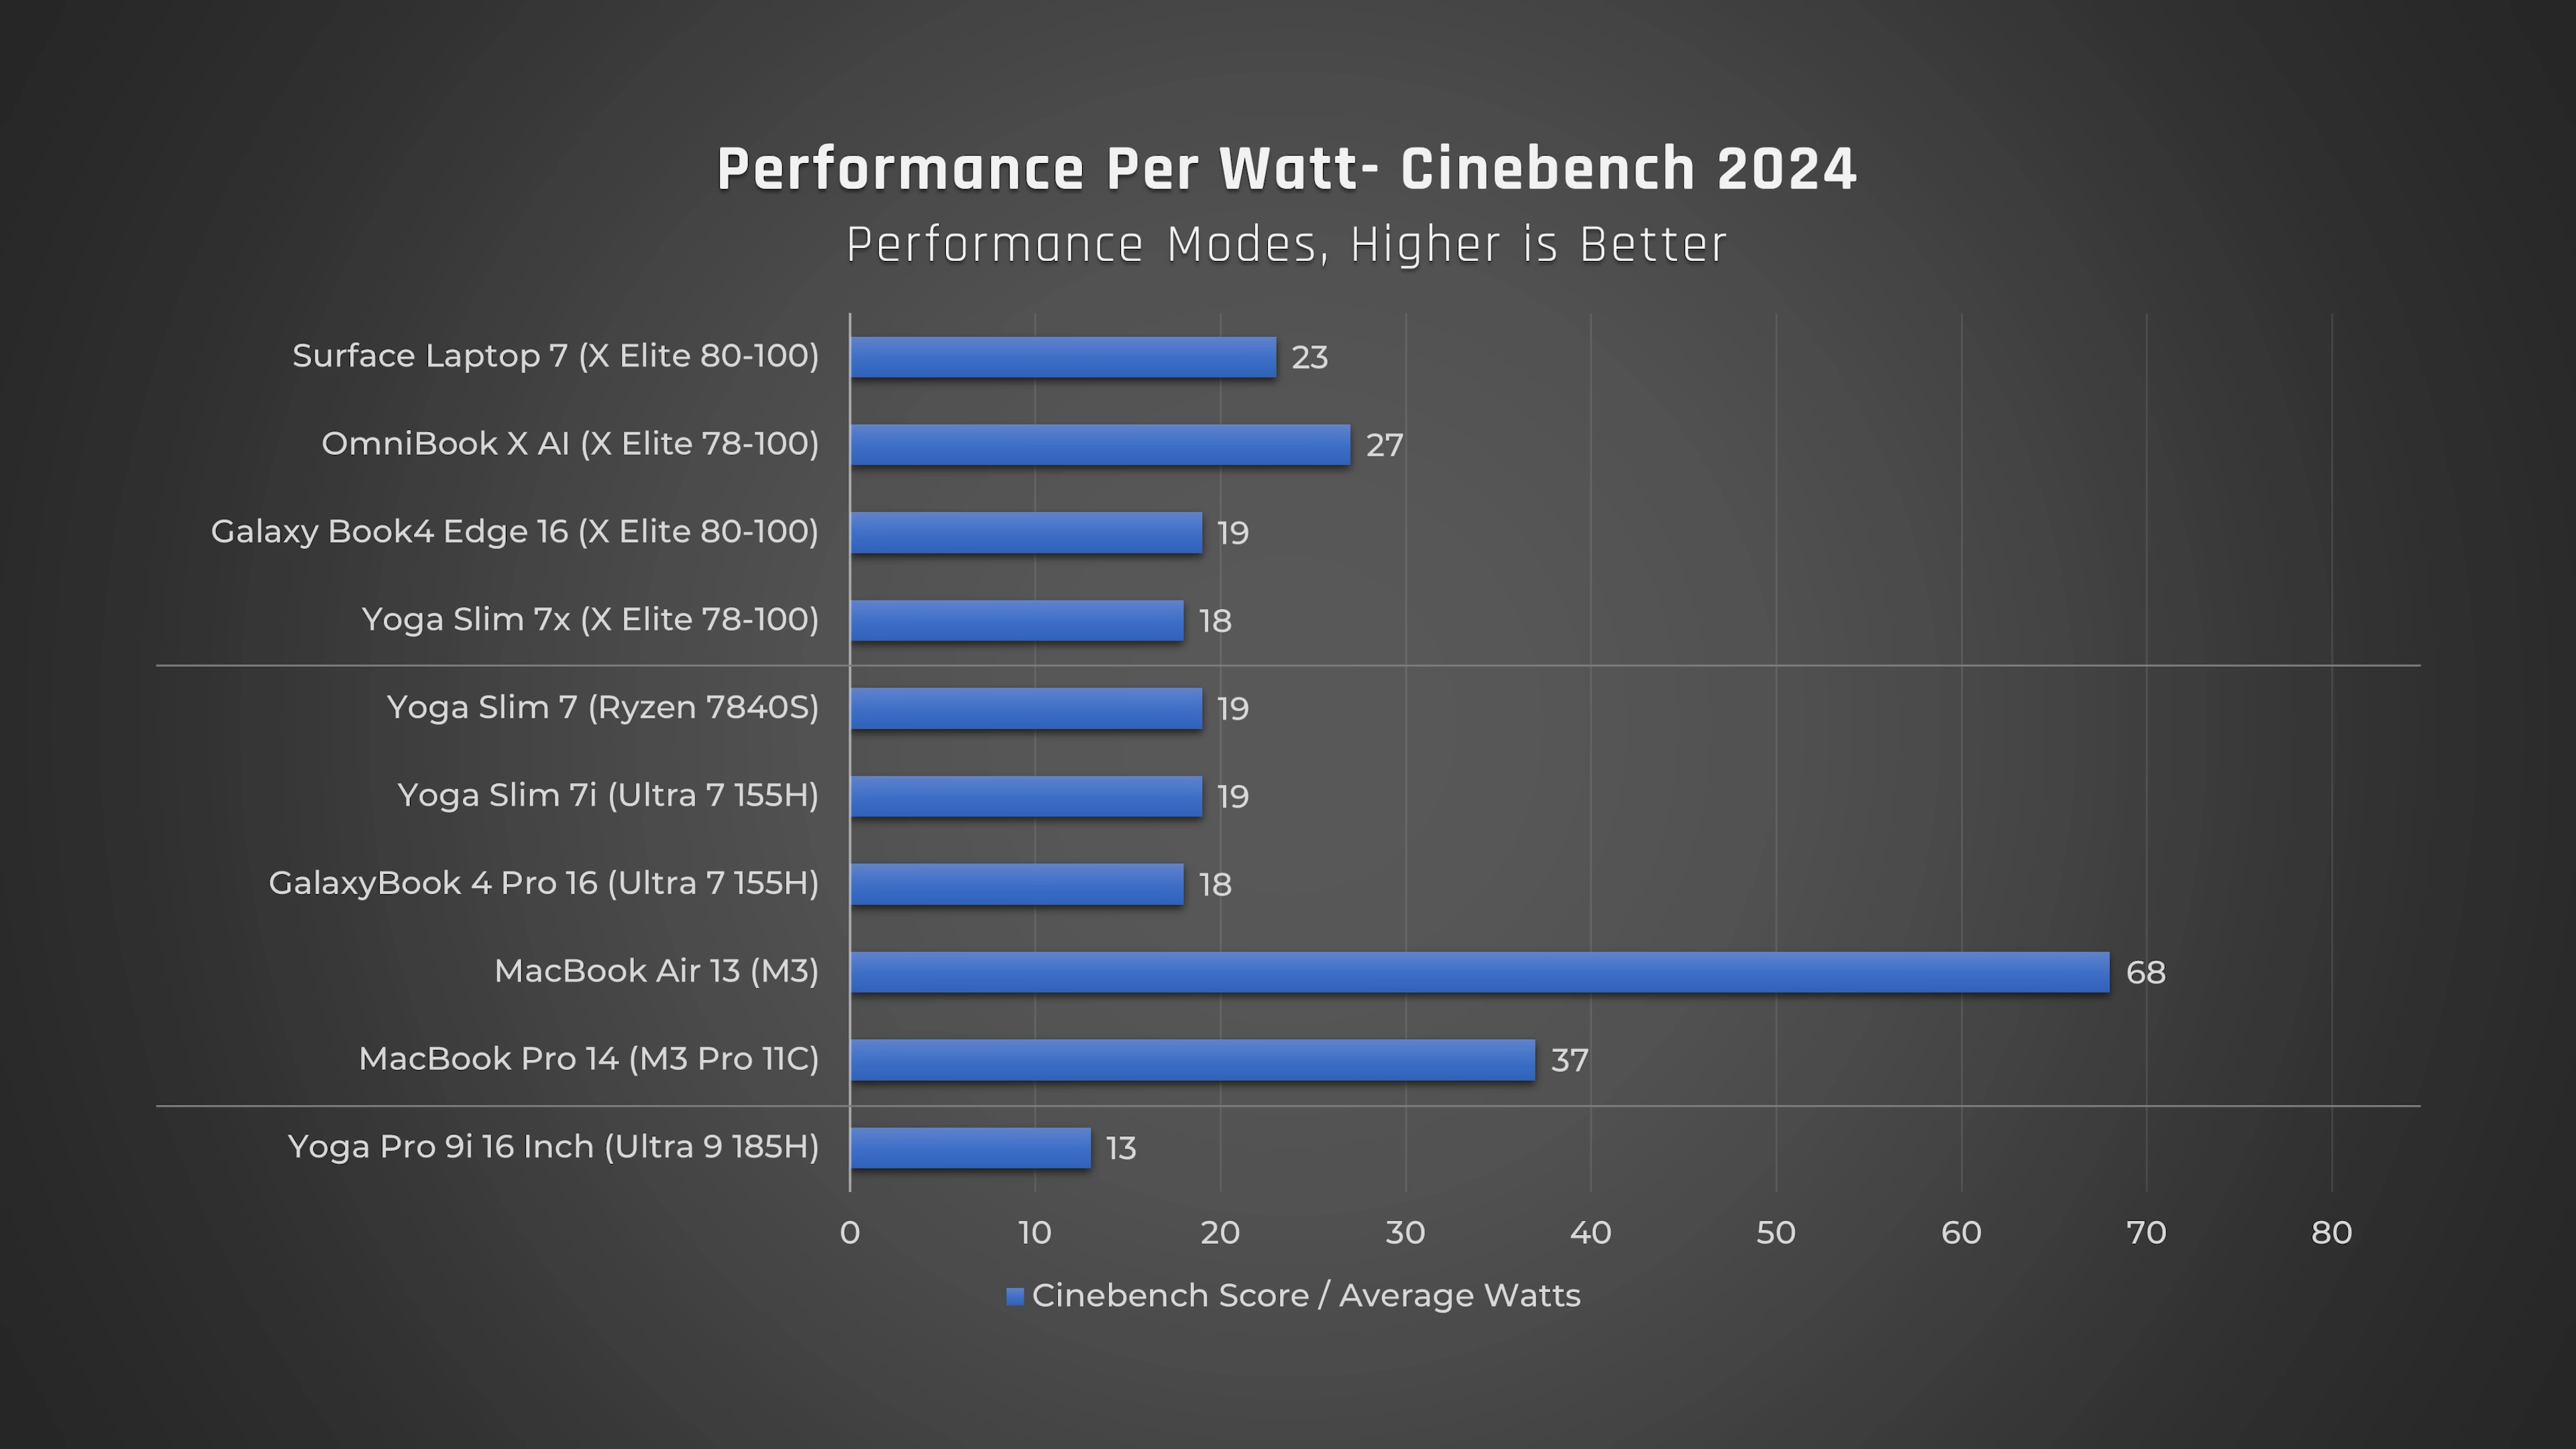 Performance Per Watt- Cinebench 2024
Performance Modes, Higher is Better
Surface Laptop 7 (X Elite 80-100) 23
OmniBook X AI (X Elite 78-100) 27
Galaxy Book4 Edge 16 (X Elite 80-100) 19
Yoga Slim 7x (X Elite 78-100) 18
Yoga Slim 7 (Ryzen 7840S) 19
Yoga Slim 7i (Ultra 7 155H) 19
GalaxyBook 4 Pro 16 (Ultra 7 155H) 18
MacBook Air 13 (M3) 68
MacBook Pro 14 (M3 Pro 11C) 37
Yoga Pro 9i 16 Inch (Ultra 9 185H) 13
0 10 20 30 40 50 60 70 80
Cinebench Score / Average Watts